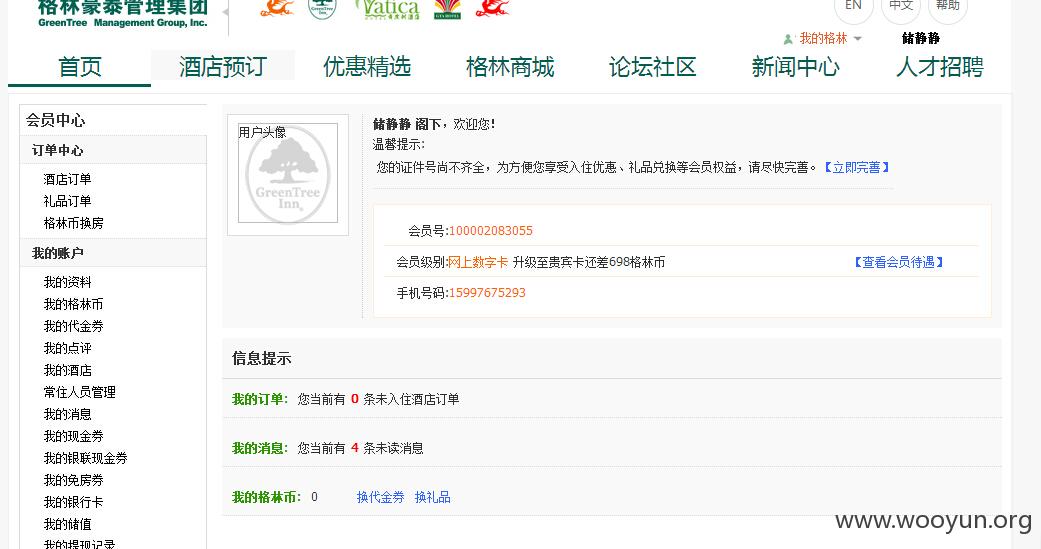 格林豪泰管理集团
GreenTree Management Group, Inc.
GreenTree Inn
Vatica
EN 中文 帮助
我的格林 储静静
首页 酒店预订 优惠精选 格林商城 论坛社区 新闻中心 人才招聘
会员中心
订单中心
酒店订单
礼品订单
格林币换房
我的账户
我的资料
我的格林币
我的代金券
我的点评
我的酒店
常住人员管理
我的消息
我的现金券
我的银联现金券
我的免房券
我的银行卡
我的储值
我的提现记录
用户头像
GreenTree
Inn
储静静 阁下，欢迎您！
温馨提示：
您的证件号尚不齐全，为方便您享受入住优惠、礼品兑换等会员权益，请尽快完善。【立即完善】
会员号:100002083055
会员级别:网上数字卡 升级至贵宾卡还差698格林币 【查看会员待遇】
手机号码:15997675293
信息提示
我的订单： 您当前有 0 条未入住酒店订单
我的消息： 您当前有 4 条未读消息
我的格林币： 0 换代金券 换礼品
www.wooyun.org